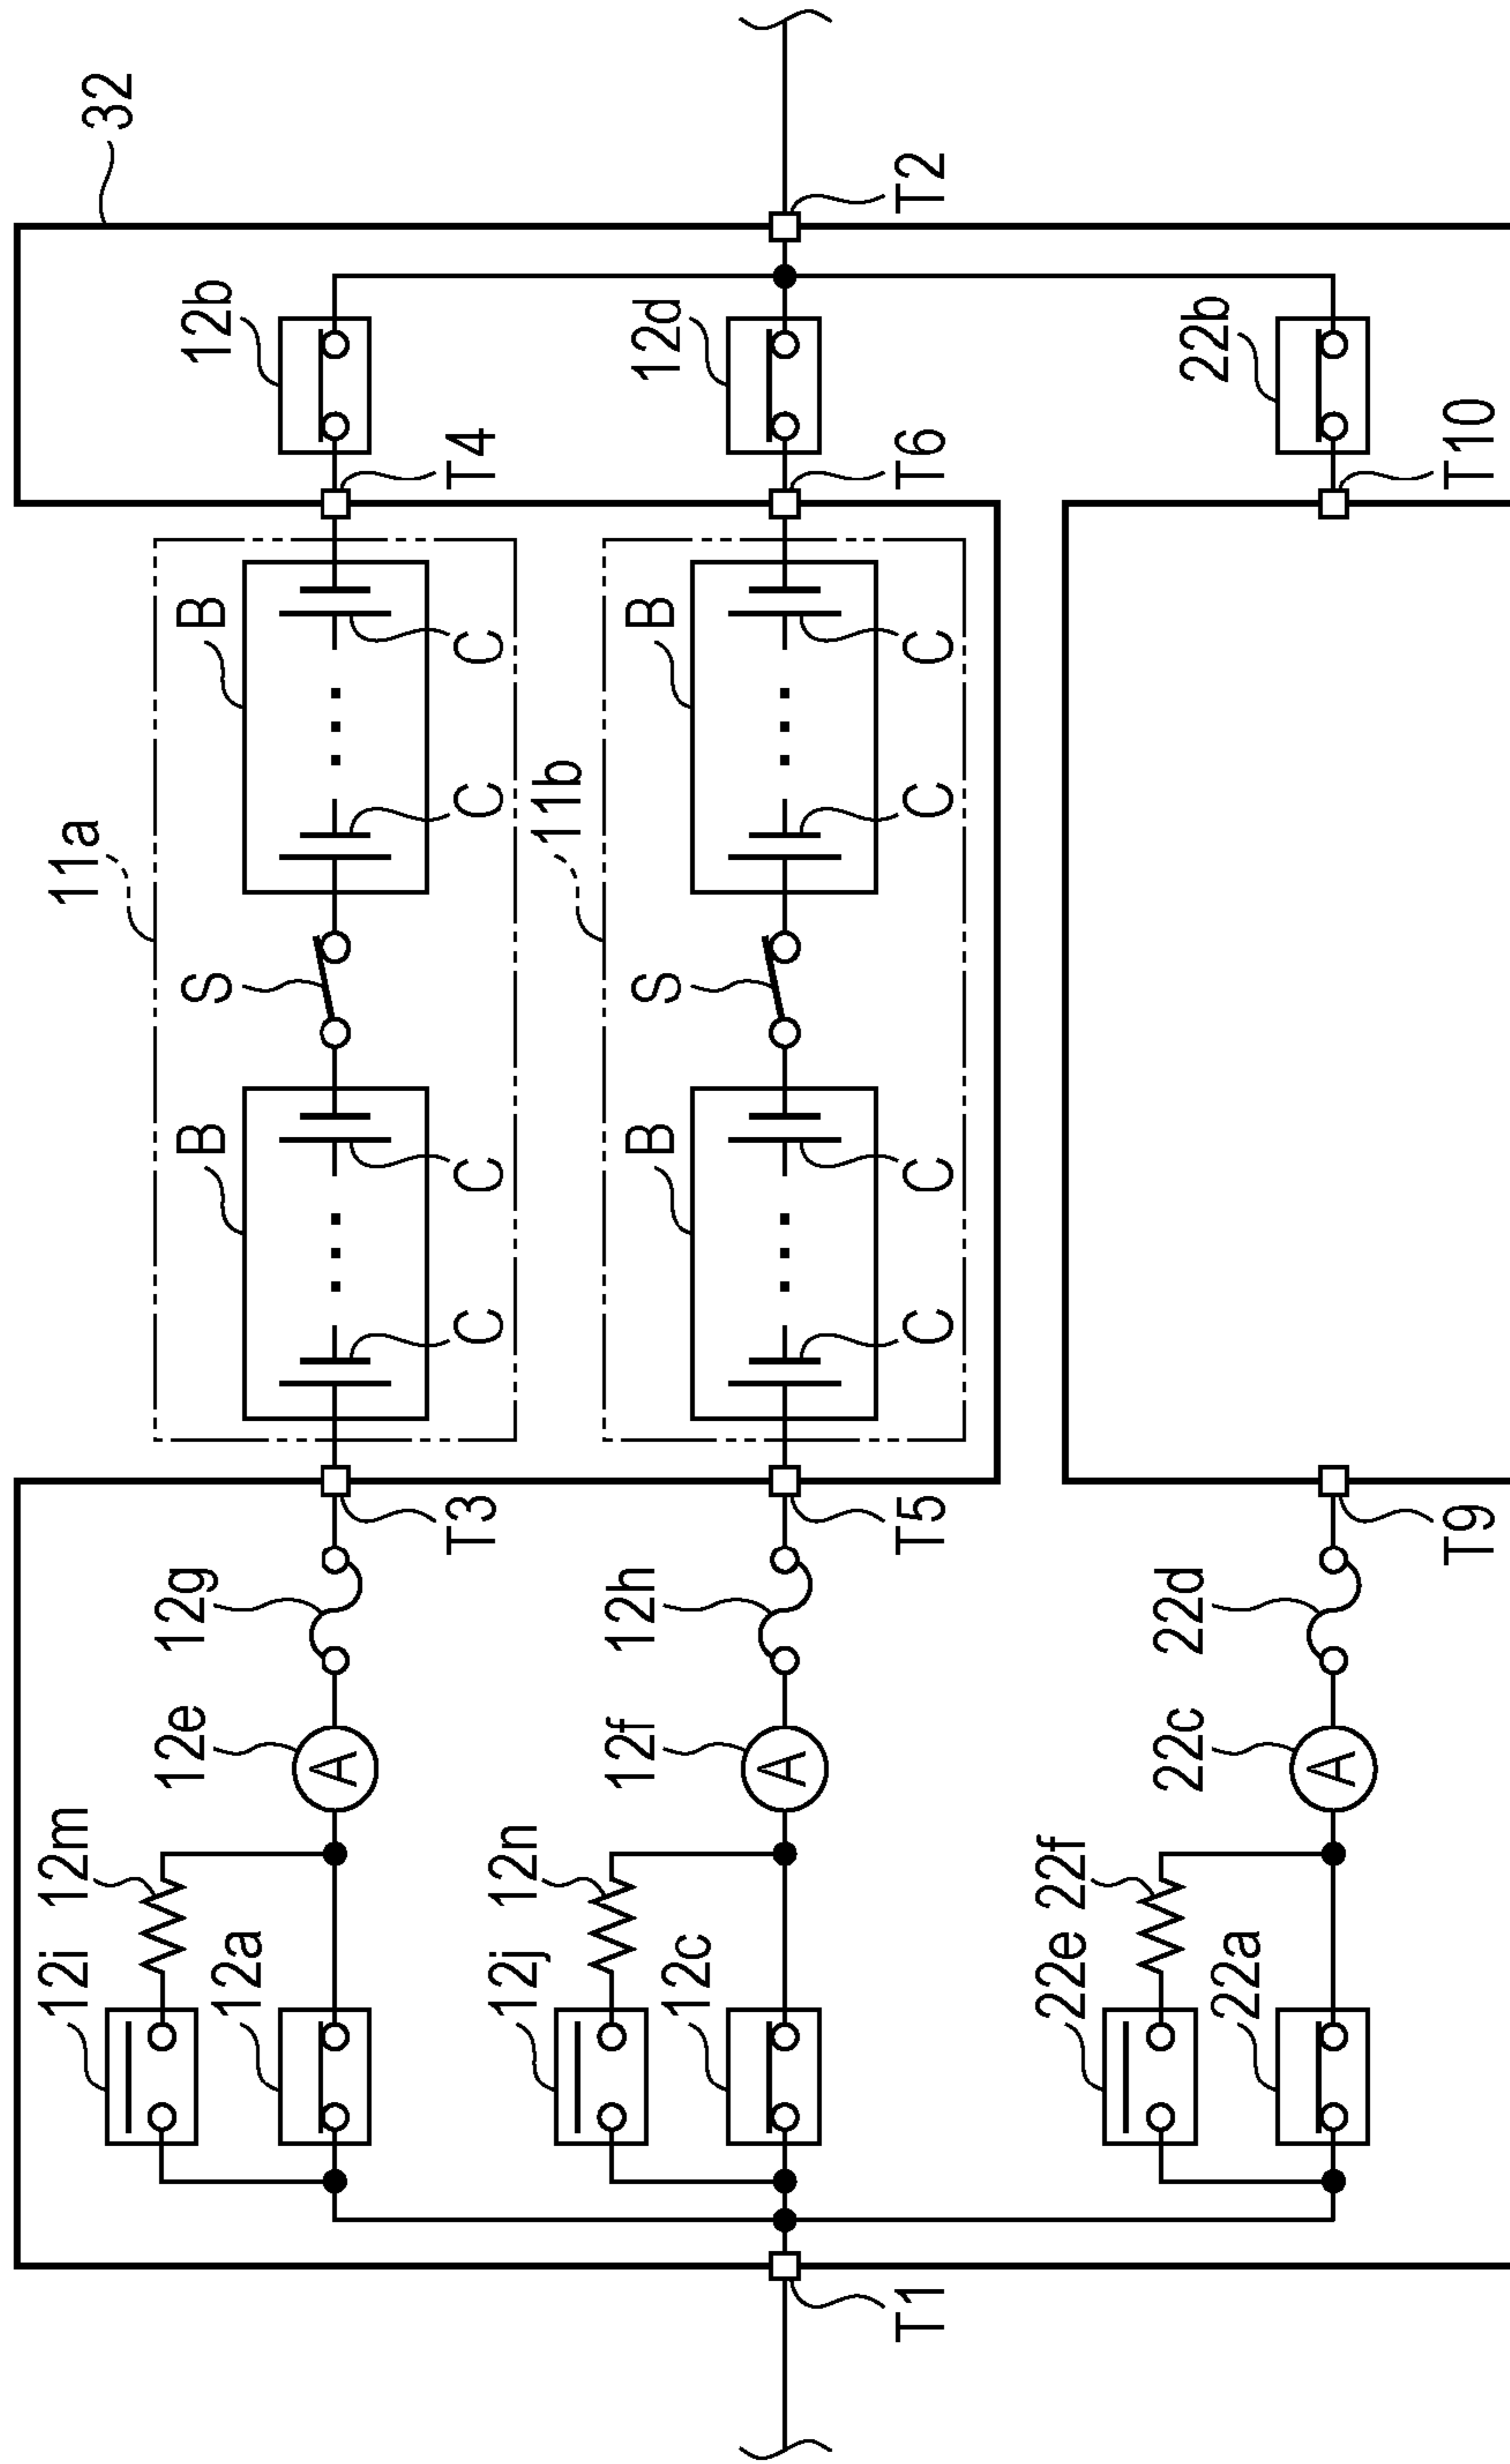 12i 12m
11a
32
12e 12g B S B 12b
12a
T3 C C C C T4
12j 12n
11b
12f 12h B S B 12d
12c
A
T1 T5 C C C C T6 T2
A
22e 22f
22c 22d 22b
22a
A
T9 T10